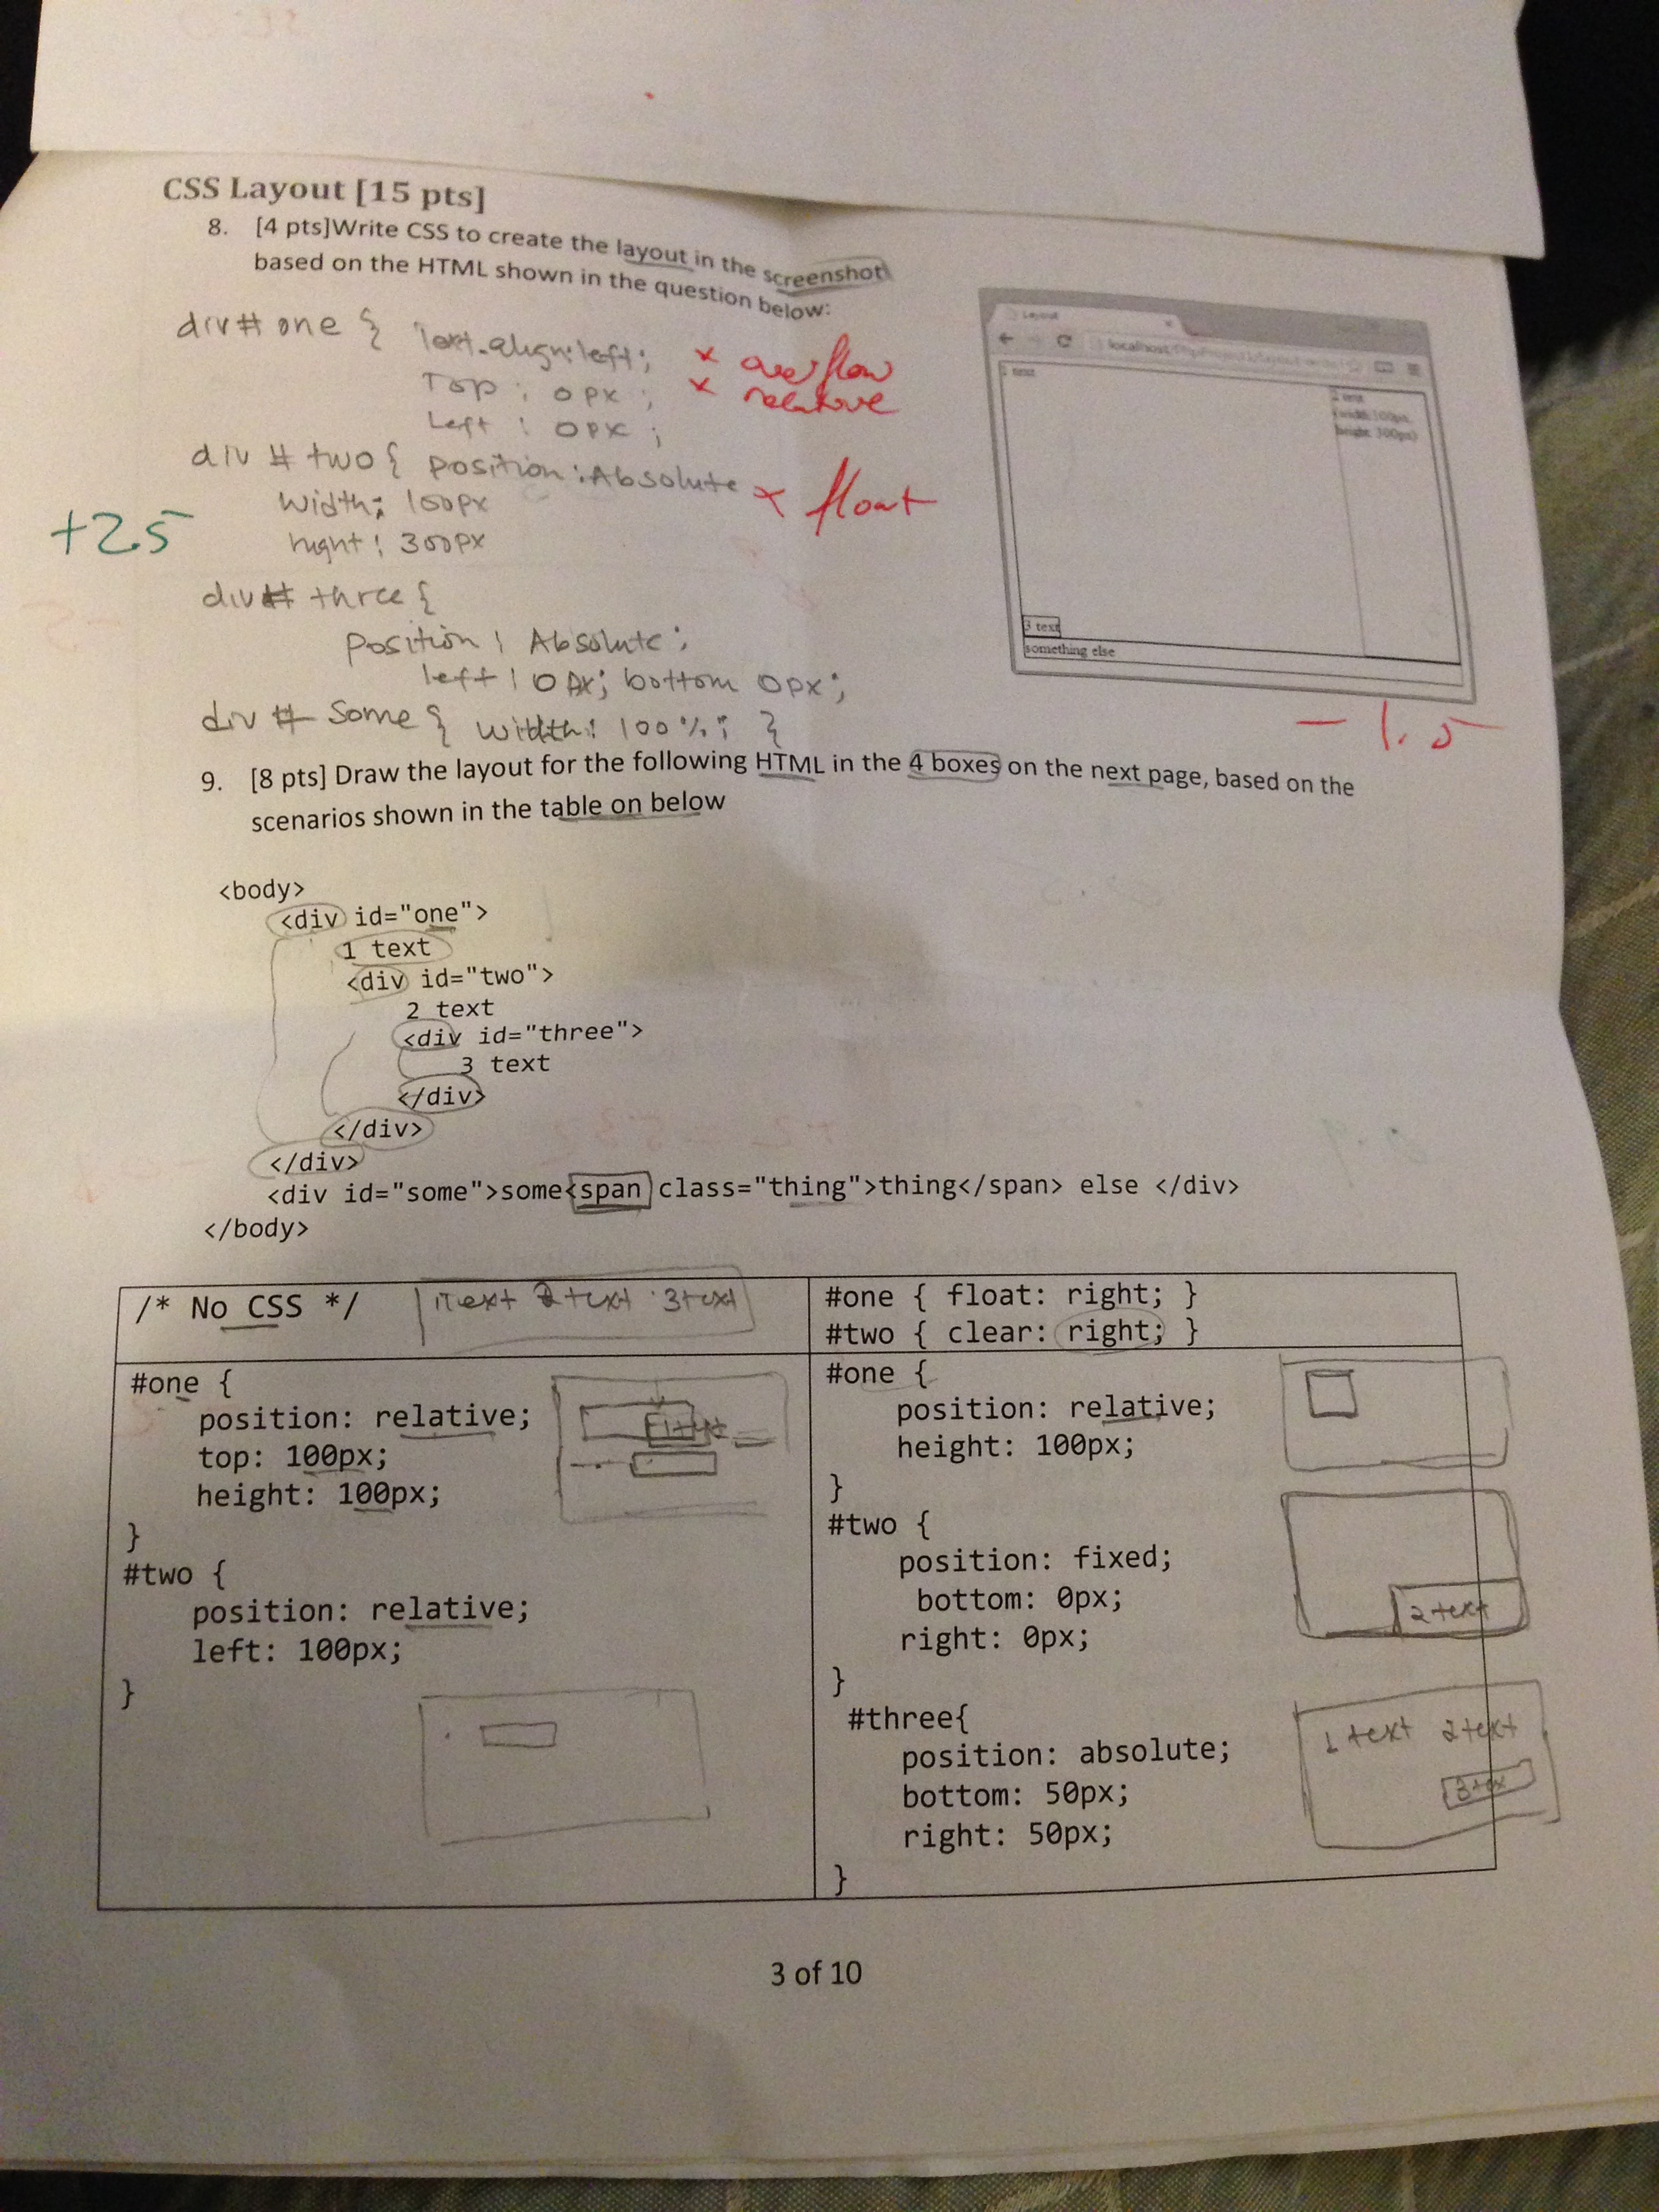 CSS Layout [15 pts]
8. [4 pts]Write CSS to create the layout in the screenshot
based on the HTML shown in the question below:
div# one { text-align:left; x overflow
Top : 0px ; x relative
Left : 0px ;
div # two { position : Absolute x float
width: 100px
+2.5
hight : 300px
div# three {
position : Absolute ;
left : 0 px; bottom 0px ;
div # Some { width: 100% ; }
Layout
localhost
1 text
2 text
(width:100px,
height: 300px)
3 text
something else
- 1.5
9. [8 pts] Draw the layout for the following HTML in the 4 boxes on the next page, based on the
scenarios shown in the table on below
<body>
<div id="one">
1 text
<div id="two">
2 text
<div id="three">
3 text
</div>
</div>
</div>
<div id="some">some<span class="thing">thing</span> else </div>
</body>
/* No CSS */ 1text 2 text 3text
#one { float: right; }
#two { clear: right; }
#one {
position: relative;
top: 100px;
height: 100px;
}
#two {
position: relative;
left: 100px;
}
#one {
position: relative;
height: 100px;
}
#two {
position: fixed;
bottom: 0px;
right: 0px;
2 text
}
#three{
position: absolute;
bottom: 50px;
right: 50px;
}
1 text 2 text
3 tex
3 of 10